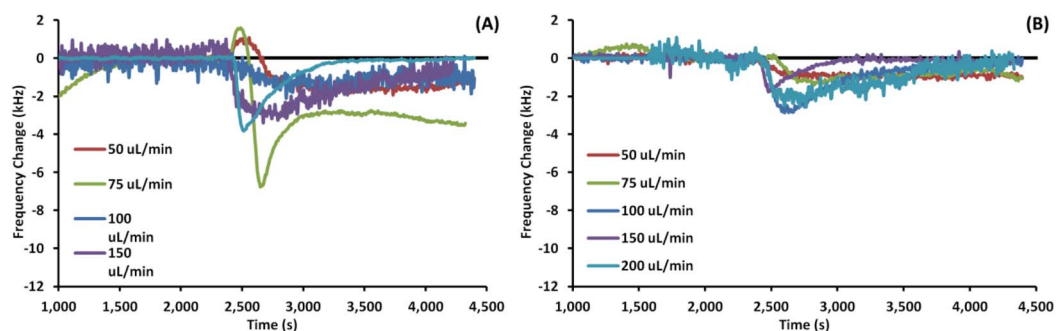 (A)
2
0
-2
-4
-6
-8
-10
-12
Frequency Change (kHz)
50 uL/min
75 uL/min
100
uL/min
150
uL/min
1,000 1,500 2,000 2,500 3,000 3,500 4,000 4,500
Time (s)
(B)
2
0
-2
-4
-6
-8
-10
-12
Frequency Change (kHz)
50 uL/min
75 uL/min
100 uL/min
150 uL/min
200 uL/min
1,000 1,500 2,000 2,500 3,000 3,500 4,000 4,500
Time (s)